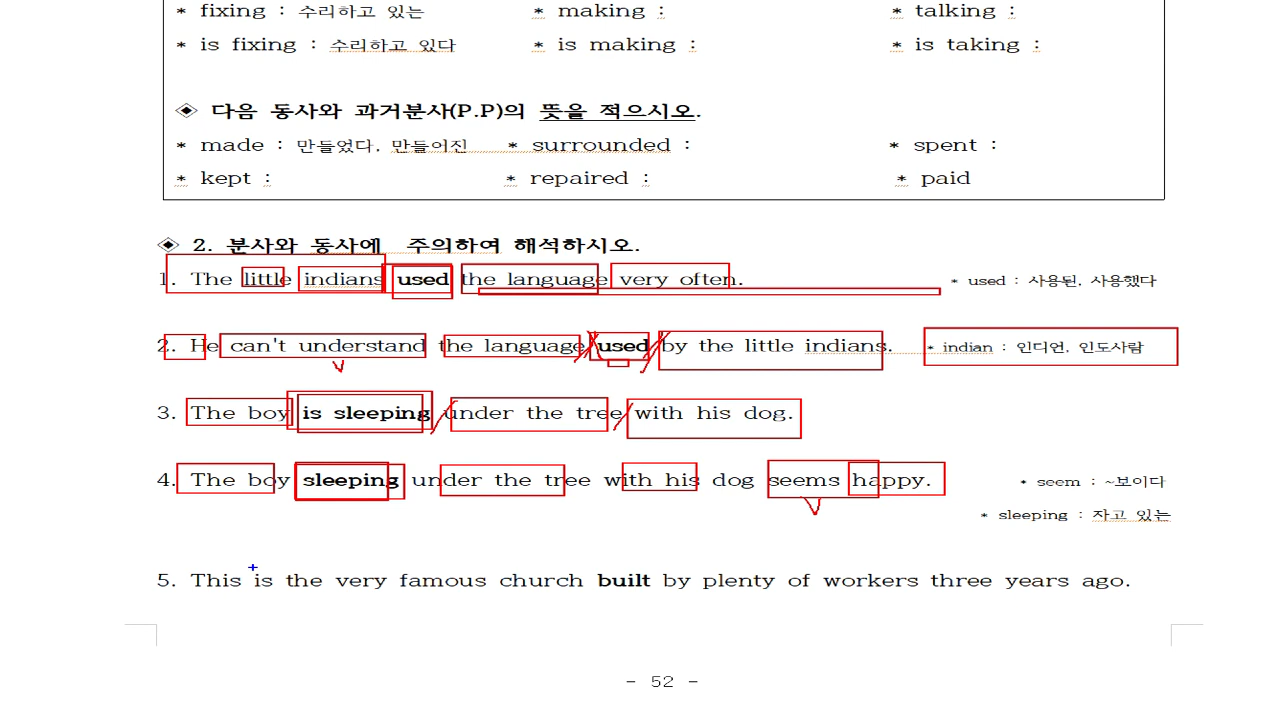 * fixing : 수리하고 있는 * making : * talking :
* is fixing : 수리하고 있다 * is making : * is taking :
◈ 다음 동사와 과거분사(P.P)의 뜻을 적으시오.
* made : 만들었다, 만들어진 * surrounded : * spent :
* kept : * repaired : * paid
◈ 2. 분사와 동사에 주의하여 해석하시오.
1. The little indians used the language very often. * used : 사용된, 사용했다
2. He can't understand the language used by the little indians. * indian : 인디언, 인도사람
3. The boy is sleeping under the tree with his dog.
4. The boy sleeping under the tree with his dog seems happy. * seem : ~보이다
* sleeping : 자고 있는
5. This is the very famous church built by plenty of workers three years ago.
- 52 -